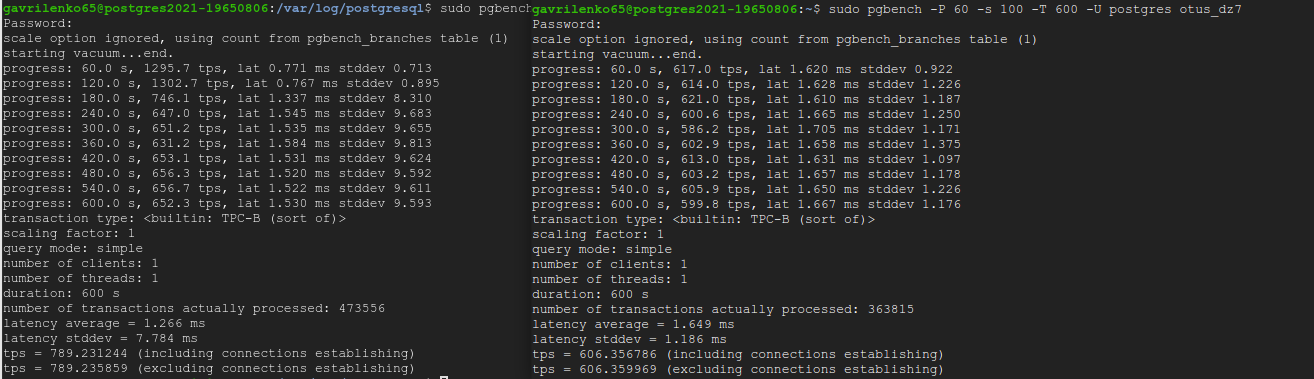 gavrilenko65@postgres2021-19650806:/var/log/postgresql$ sudo pgbench
Password:
scale option ignored, using count from pgbench_branches table (1)
starting vacuum...end.
progress: 60.0 s, 1295.7 tps, lat 0.771 ms stddev 0.713
progress: 120.0 s, 1302.7 tps, lat 0.767 ms stddev 0.895
progress: 180.0 s, 746.1 tps, lat 1.337 ms stddev 8.310
progress: 240.0 s, 647.0 tps, lat 1.545 ms stddev 9.683
progress: 300.0 s, 651.2 tps, lat 1.535 ms stddev 9.655
progress: 360.0 s, 631.2 tps, lat 1.584 ms stddev 9.813
progress: 420.0 s, 653.1 tps, lat 1.531 ms stddev 9.624
progress: 480.0 s, 656.3 tps, lat 1.520 ms stddev 9.592
progress: 540.0 s, 656.7 tps, lat 1.522 ms stddev 9.611
progress: 600.0 s, 652.3 tps, lat 1.530 ms stddev 9.593
transaction type: <builtin: TPC-B (sort of)>
scaling factor: 1
query mode: simple
number of clients: 1
number of threads: 1
duration: 600 s
number of transactions actually processed: 473556
latency average = 1.266 ms
latency stddev = 7.784 ms
tps = 789.231244 (including connections establishing)
tps = 789.235859 (excluding connections establishing)
gavrilenko65@postgres2021-19650806:~$ sudo pgbench -P 60 -s 100 -T 600 -U postgres otus_dz7
Password:
scale option ignored, using count from pgbench_branches table (1)
starting vacuum...end.
progress: 60.0 s, 617.0 tps, lat 1.620 ms stddev 0.922
progress: 120.0 s, 614.0 tps, lat 1.628 ms stddev 1.226
progress: 180.0 s, 621.0 tps, lat 1.610 ms stddev 1.187
progress: 240.0 s, 600.6 tps, lat 1.665 ms stddev 1.250
progress: 300.0 s, 586.2 tps, lat 1.705 ms stddev 1.171
progress: 360.0 s, 602.9 tps, lat 1.658 ms stddev 1.375
progress: 420.0 s, 613.0 tps, lat 1.631 ms stddev 1.097
progress: 480.0 s, 603.2 tps, lat 1.657 ms stddev 1.178
progress: 540.0 s, 605.9 tps, lat 1.650 ms stddev 1.226
progress: 600.0 s, 599.8 tps, lat 1.667 ms stddev 1.176
transaction type: <builtin: TPC-B (sort of)>
scaling factor: 1
query mode: simple
number of clients: 1
number of threads: 1
duration: 600 s
number of transactions actually processed: 363815
latency average = 1.649 ms
latency stddev = 1.186 ms
tps = 606.356786 (including connections establishing)
tps = 606.359969 (excluding connections establishing)